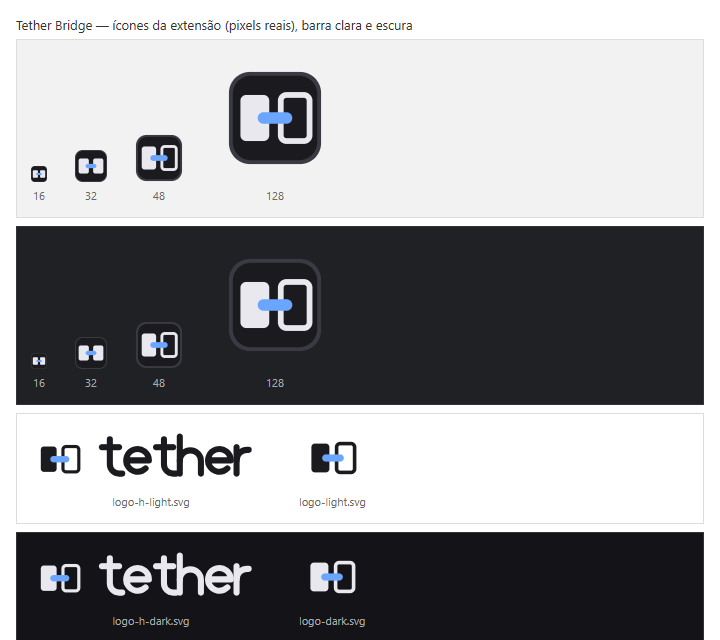 Tether Bridge — ícones da extensão (pixels reais), barra clara e escura
16 32 48 128
16 32 48 128
tether
logo-h-light.svg logo-light.svg
tether
logo-h-dark.svg logo-dark.svg